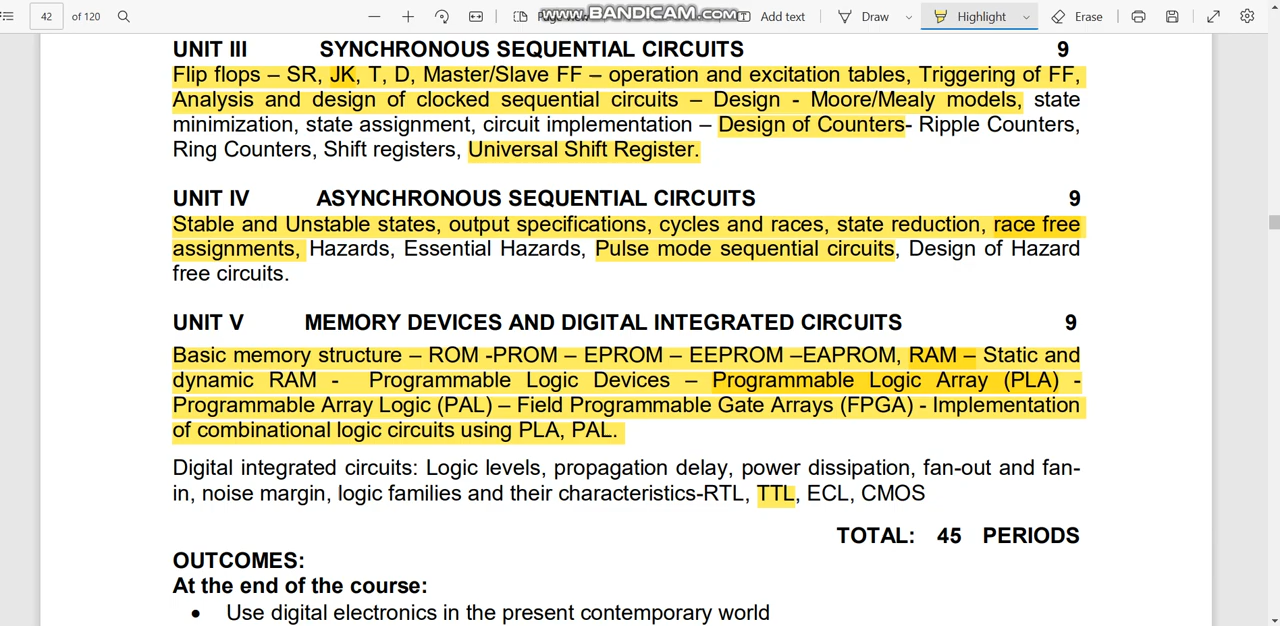 42 of 120 Page view Add text Draw Highlight Erase
www.BANDICAM.com
UNIT III SYNCHRONOUS SEQUENTIAL CIRCUITS 9
Flip flops – SR, JK, T, D, Master/Slave FF – operation and excitation tables, Triggering of FF,
Analysis and design of clocked sequential circuits – Design - Moore/Mealy models, state
minimization, state assignment, circuit implementation – Design of Counters- Ripple Counters,
Ring Counters, Shift registers, Universal Shift Register.
UNIT IV ASYNCHRONOUS SEQUENTIAL CIRCUITS 9
Stable and Unstable states, output specifications, cycles and races, state reduction, race free
assignments, Hazards, Essential Hazards, Pulse mode sequential circuits, Design of Hazard
free circuits.
UNIT V MEMORY DEVICES AND DIGITAL INTEGRATED CIRCUITS 9
Basic memory structure – ROM -PROM – EPROM – EEPROM –EAPROM, RAM – Static and
dynamic RAM - Programmable Logic Devices – Programmable Logic Array (PLA) -
Programmable Array Logic (PAL) – Field Programmable Gate Arrays (FPGA) - Implementation
of combinational logic circuits using PLA, PAL.
Digital integrated circuits: Logic levels, propagation delay, power dissipation, fan-out and fan-
in, noise margin, logic families and their characteristics-RTL, TTL, ECL, CMOS
TOTAL: 45 PERIODS
OUTCOMES:
At the end of the course:
• Use digital electronics in the present contemporary world